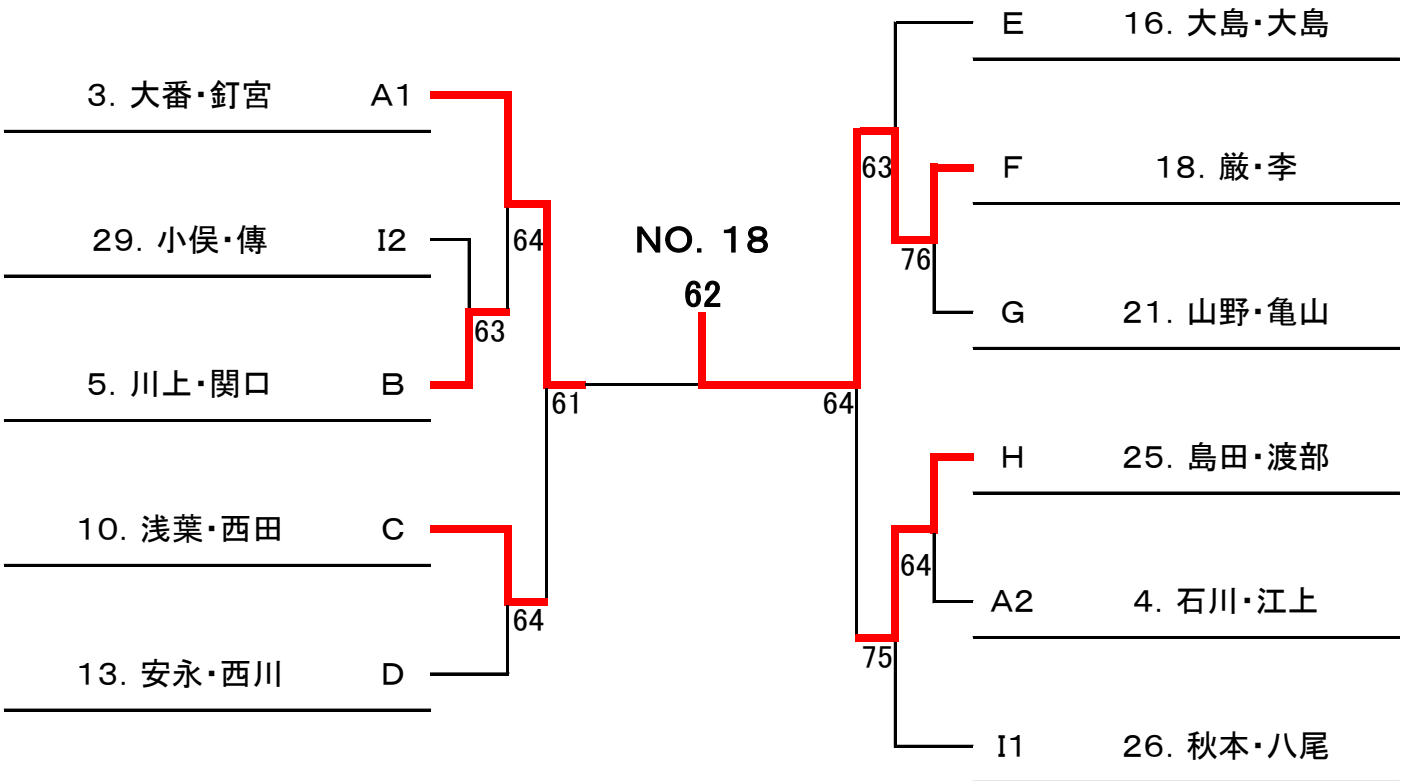 3. 大番・釘宮 A1
29. 小俣・傳 I2
5. 川上・関口 B
10. 浅葉・西田 C
13. 安永・西川 D
64
63
61
64
NO. 18
62
E 16. 大島・大島
F 18. 厳・李
G 21. 山野・亀山
H 25. 島田・渡部
A2 4. 石川・江上
I1 26. 秋本・八尾
63
76
64
64
75